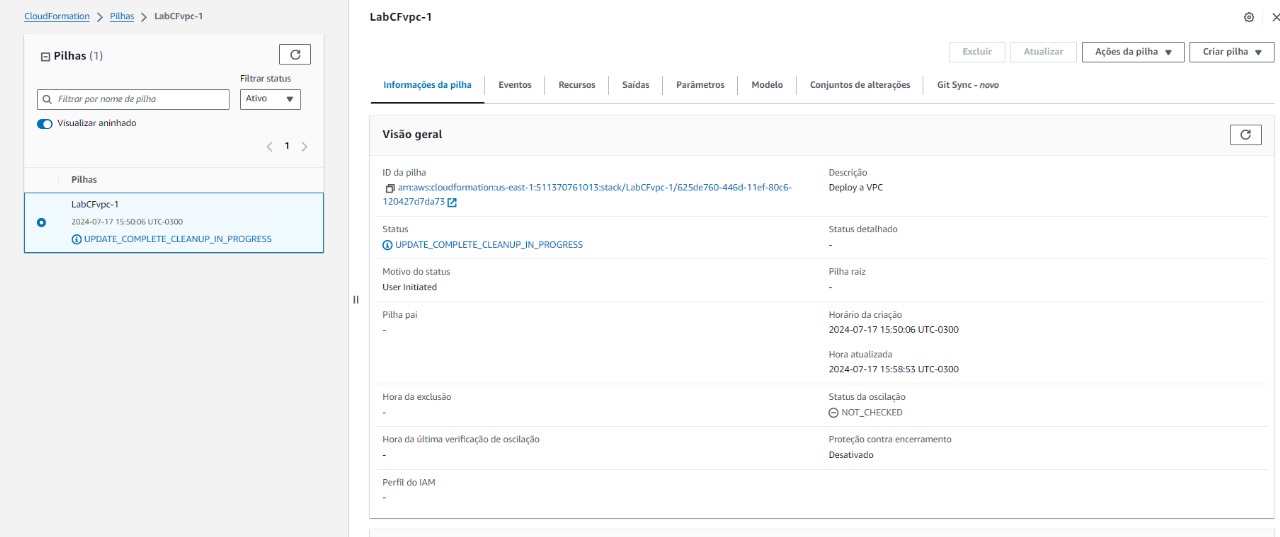 CloudFormation > Pilhas > LabCFvpc-1
Pilhas (1)
Filtrar status
Filtrar por nome de pilha
Ativo
Visualizar aninhado
1
Pilhas
LabCFvpc-1
2024-07-17 15:50:06 UTC-0300
UPDATE_COMPLETE_CLEANUP_IN_PROGRESS
LabCFvpc-1
Excluir Atualizar Ações da pilha Criar pilha
Informações da pilha Eventos Recursos Saídas Parâmetros Modelo Conjuntos de alterações Git Sync - novo
Visão geral
ID da pilha
arn:aws:cloudformation:us-east-1:511370761013:stack/LabCFvpc-1/625de760-446d-11ef-80c6-
120427d7da73
Descrição
Deploy a VPC
Status
UPDATE_COMPLETE_CLEANUP_IN_PROGRESS
Status detalhado
-
Motivo do status
User Initiated
Pilha raiz
-
Pilha pai
-
Horário da criação
2024-07-17 15:50:06 UTC-0300
Hora atualizada
2024-07-17 15:58:53 UTC-0300
Hora da exclusão
-
Status da oscilação
NOT_CHECKED
Hora da última verificação de oscilação
-
Proteção contra encerramento
Desativado
Perfil do IAM
-